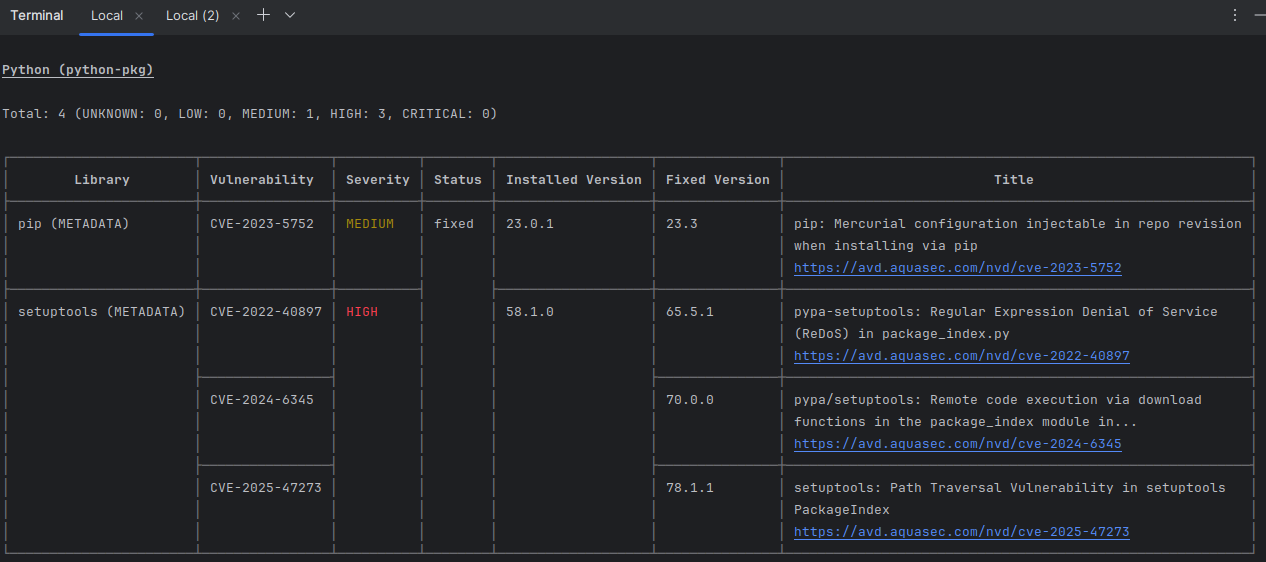 Terminal Local × Local (2) ×
Python (python-pkg)
Total: 4 (UNKNOWN: 0, LOW: 0, MEDIUM: 1, HIGH: 3, CRITICAL: 0)
Library Vulnerability Severity Status Installed Version Fixed Version Title
pip (METADATA) CVE-2023-5752 MEDIUM fixed 23.0.1 23.3 pip: Mercurial configuration injectable in repo revision
when installing via pip
https://avd.aquasec.com/nvd/cve-2023-5752
setuptools (METADATA) CVE-2022-40897 HIGH 58.1.0 65.5.1 pypa-setuptools: Regular Expression Denial of Service
(ReDoS) in package_index.py
https://avd.aquasec.com/nvd/cve-2022-40897
CVE-2024-6345 70.0.0 pypa/setuptools: Remote code execution via download
functions in the package_index module in...
https://avd.aquasec.com/nvd/cve-2024-6345
CVE-2025-47273 78.1.1 setuptools: Path Traversal Vulnerability in setuptools
PackageIndex
https://avd.aquasec.com/nvd/cve-2025-47273